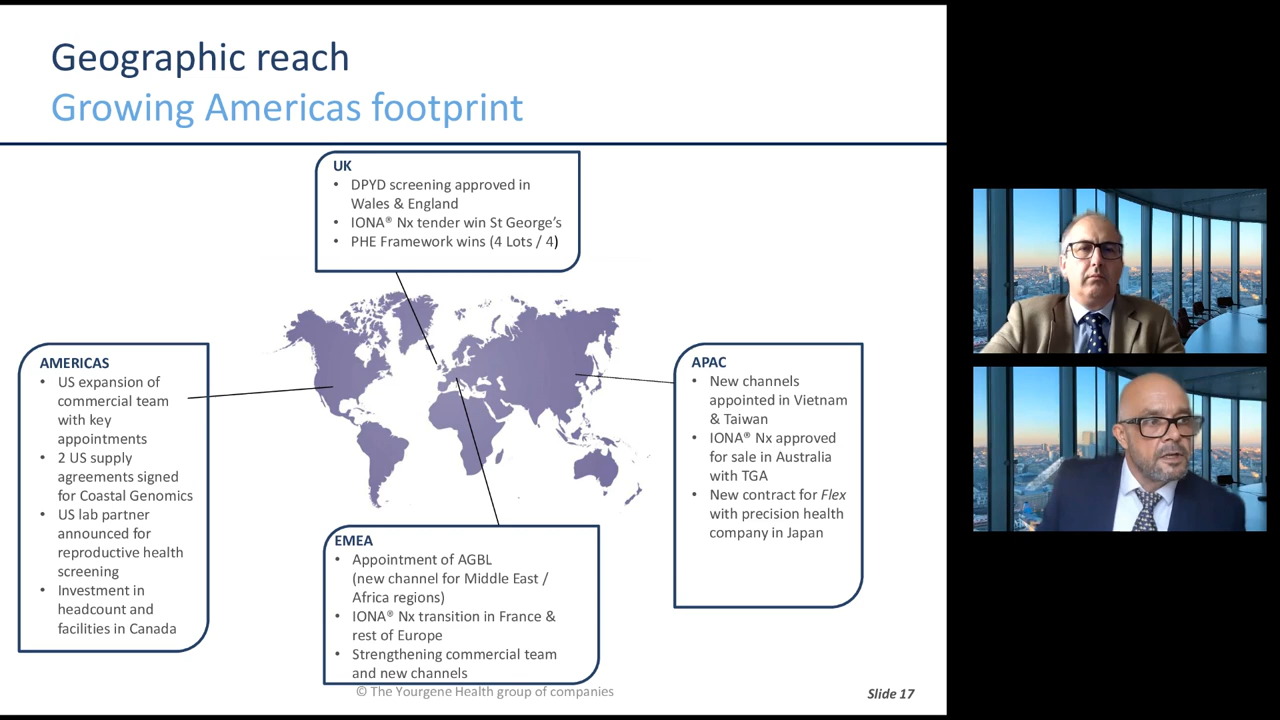 Geographic reach
Growing Americas footprint
UK
• DPYD screening approved in
Wales & England
• IONA® Nx tender win St George’s
• PHE Framework wins (4 Lots / 4)
AMERICAS
• US expansion of
commercial team
with key
appointments
• 2 US supply
agreements signed
for Coastal Genomics
• US lab partner
announced for
reproductive health
screening
• Investment in
headcount and
facilities in Canada
EMEA
• Appointment of AGBL
(new channel for Middle East /
Africa regions)
• IONA® Nx transition in France &
rest of Europe
• Strengthening commercial team
and new channels
APAC
• New channels
appointed in Vietnam
& Taiwan
• IONA® Nx approved
for sale in Australia
with TGA
• New contract for Flex
with precision health
company in Japan
© The Yourgene Health group of companies
Slide 17